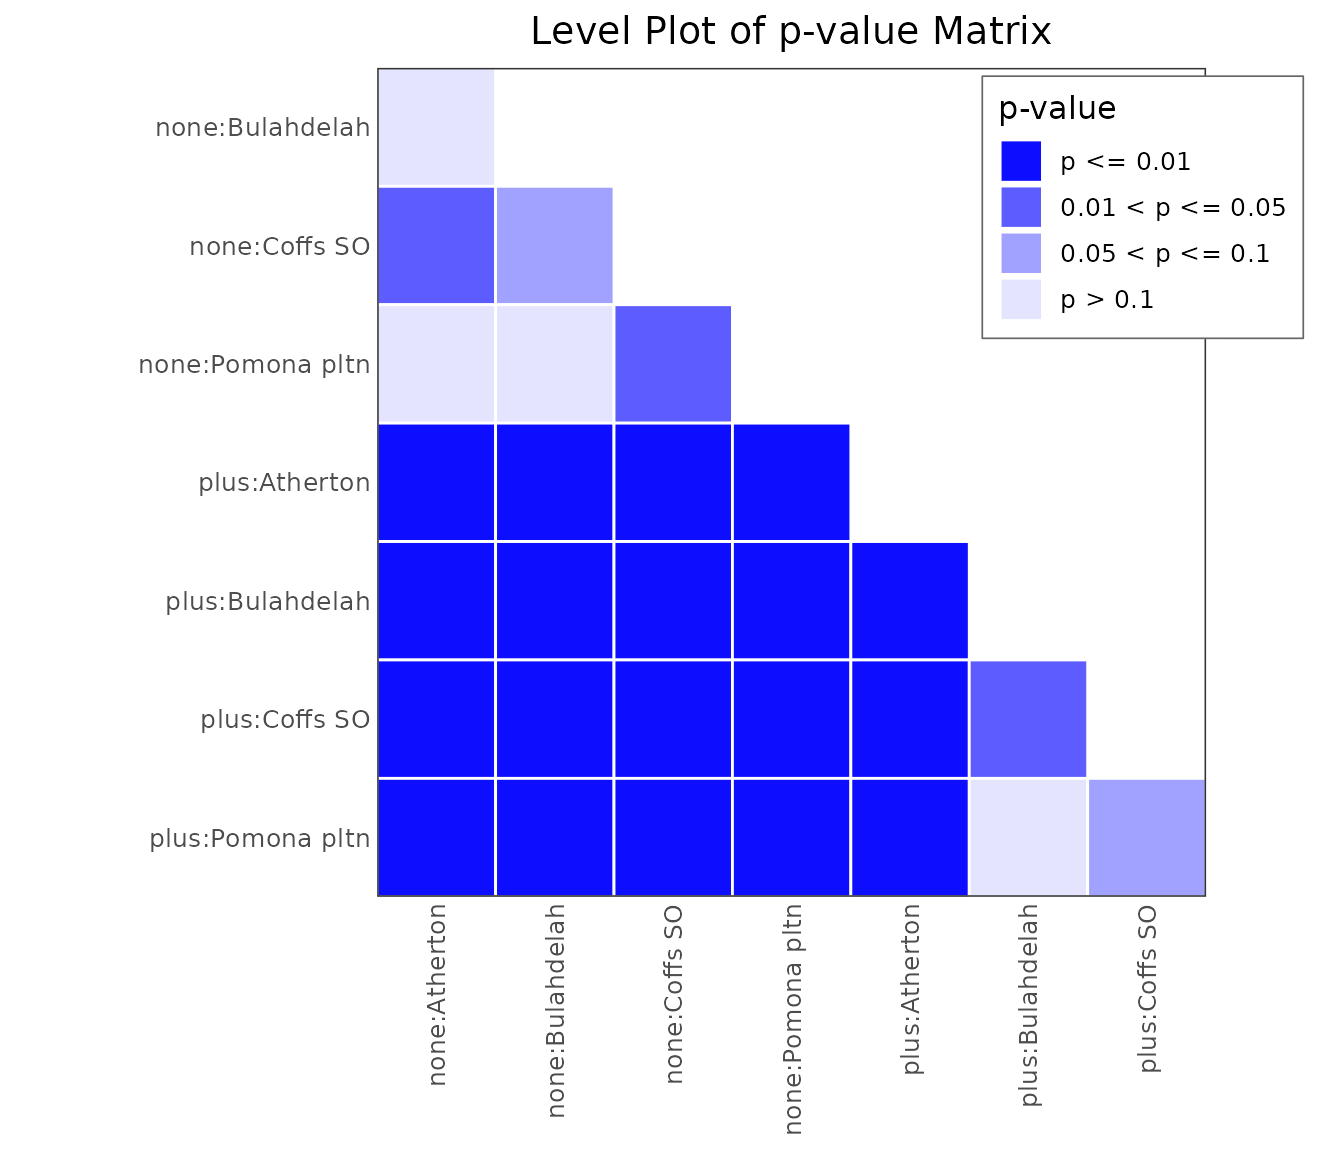 Level Plot of p-value Matrix
p-value
p <= 0.01
0.01 < p <= 0.05
0.05 < p <= 0.1
p > 0.1
none:Bulahdelah
none:Coffs SO
none:Pomona pltn
plus:Atherton
plus:Bulahdelah
plus:Coffs SO
plus:Pomona pltn
none:Atherton
none:Bulahdelah
none:Coffs SO
none:Pomona pltn
plus:Atherton
plus:Bulahdelah
plus:Coffs SO